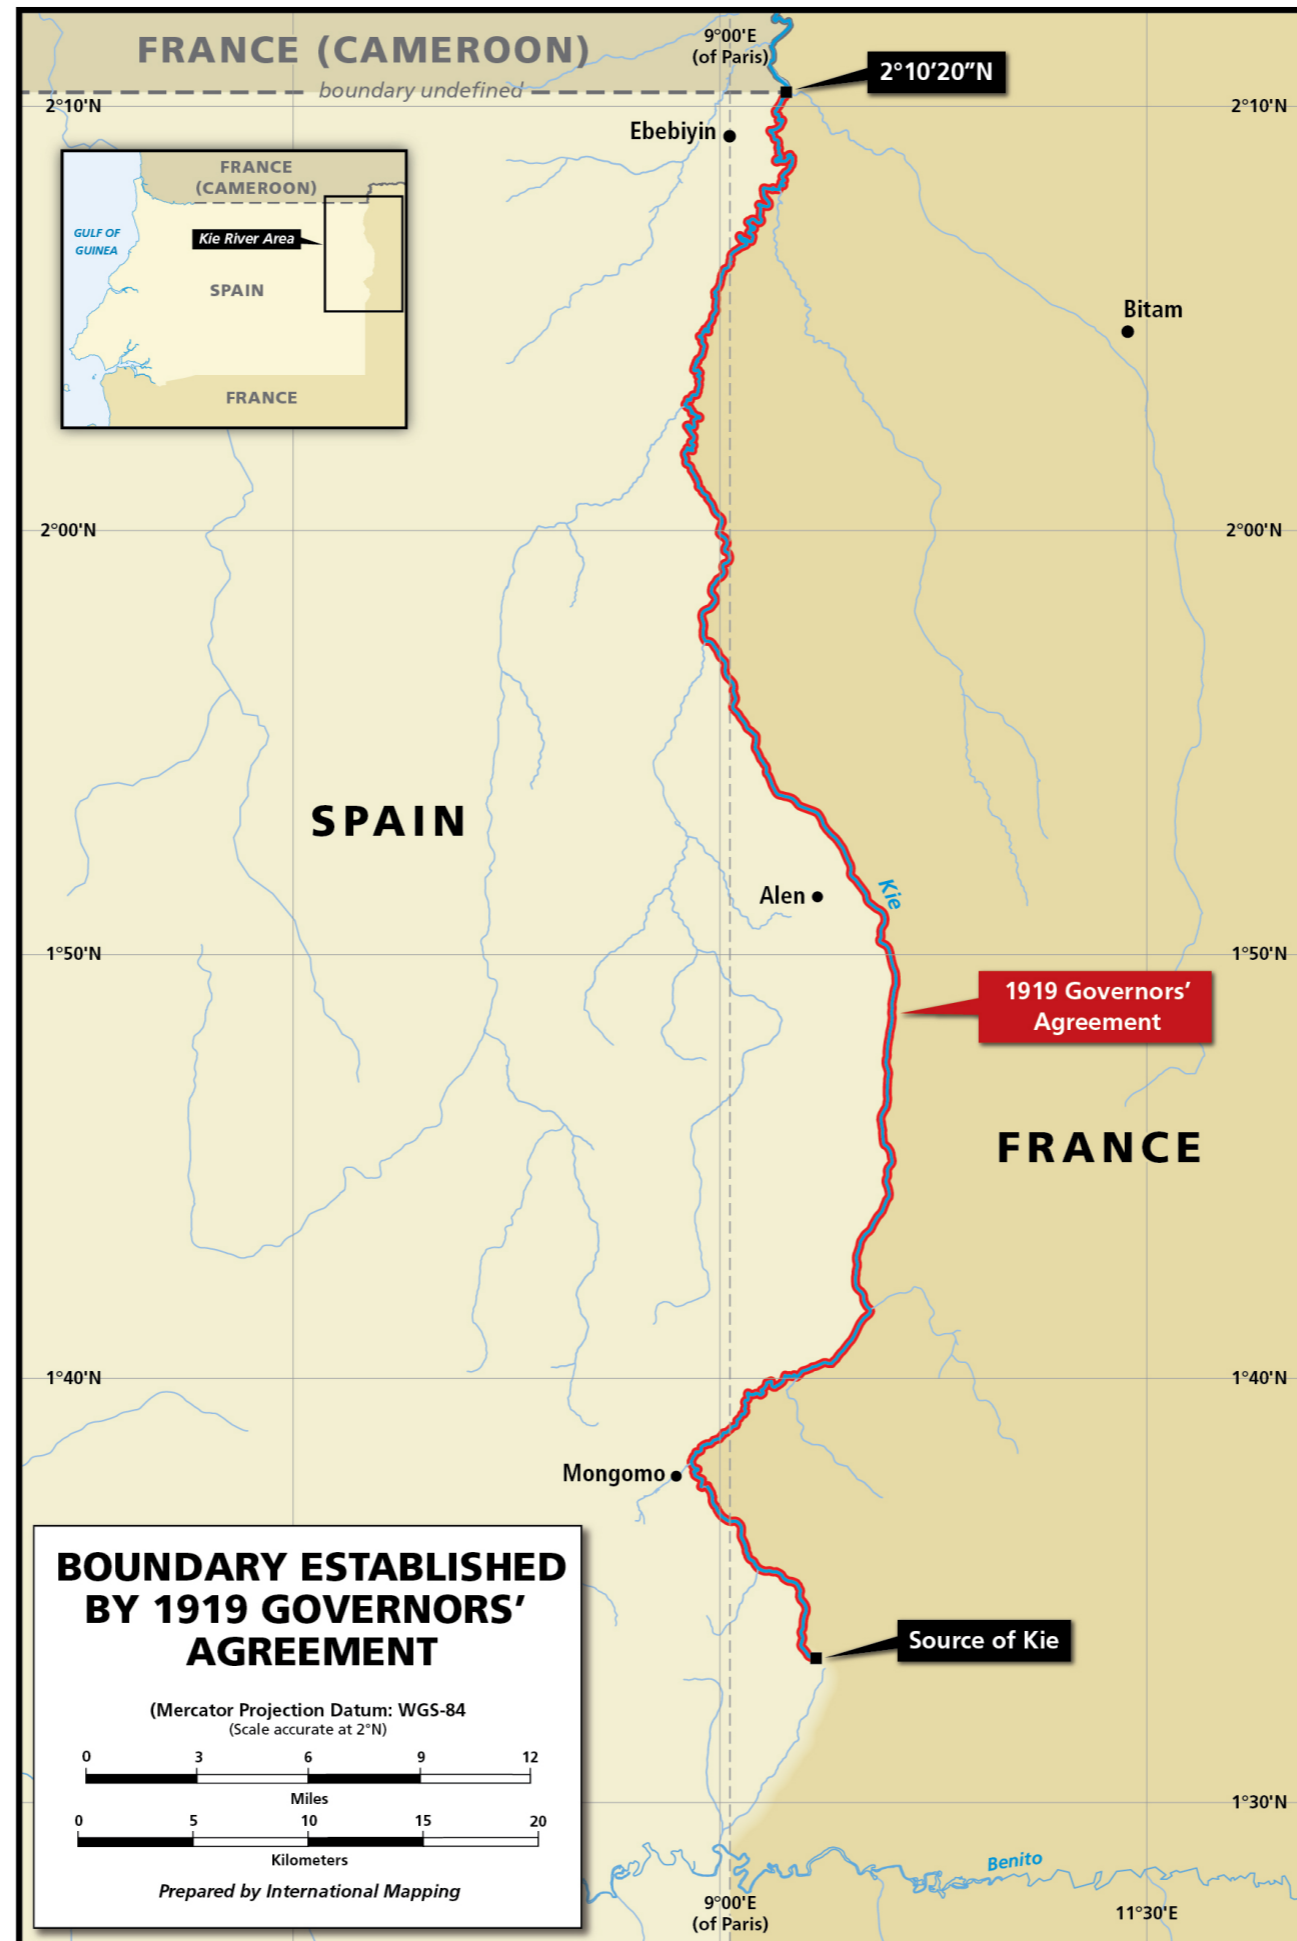 FRANCE (CAMEROON)
9°00'E
(of Paris)
2°10'20"N
boundary undefined
2°10'N
2°10'N
Ebebiyin
FRANCE
(CAMEROON)
GULF OF
GUINEA
Kie River Area
SPAIN
FRANCE
Bitam
2°00'N
2°00'N
SPAIN
Alen
Kie
1°50'N
1°50'N
1919 Governors'
Agreement
FRANCE
1°40'N
1°40'N
Mongomo
BOUNDARY ESTABLISHED
BY 1919 GOVERNORS'
AGREEMENT
(Mercator Projection Datum: WGS-84
(Scale accurate at 2°N)
0 3 6 9 12
Miles
0 5 10 15 20
Kilometers
Prepared by International Mapping
Source of Kie
1°30'N
Benito
9°00'E
(of Paris)
11°30'E